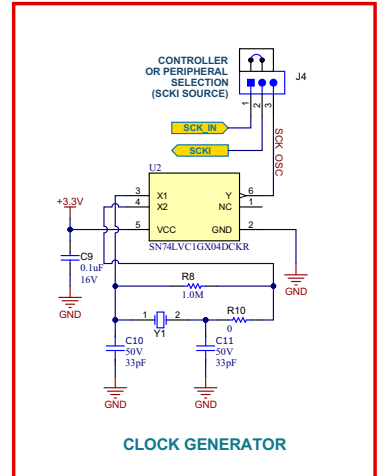 CONTROLLER
OR PERIPHERAL
SELECTION
(SCKI SOURCE)
J4
1
2
3
SCK_IN
SCKI
SCK_OSC
U2
+3.3V
3 X1 Y 6
4 X2 NC 1
5 VCC GND 2
SN74LVC1GX04DCKR
C9
0.1uF
16V
GND
GND
R8
1.0M
R10
0
1 2
Y1
C10
50V
33pF
C11
50V
33pF
GND
GND
CLOCK GENERATOR